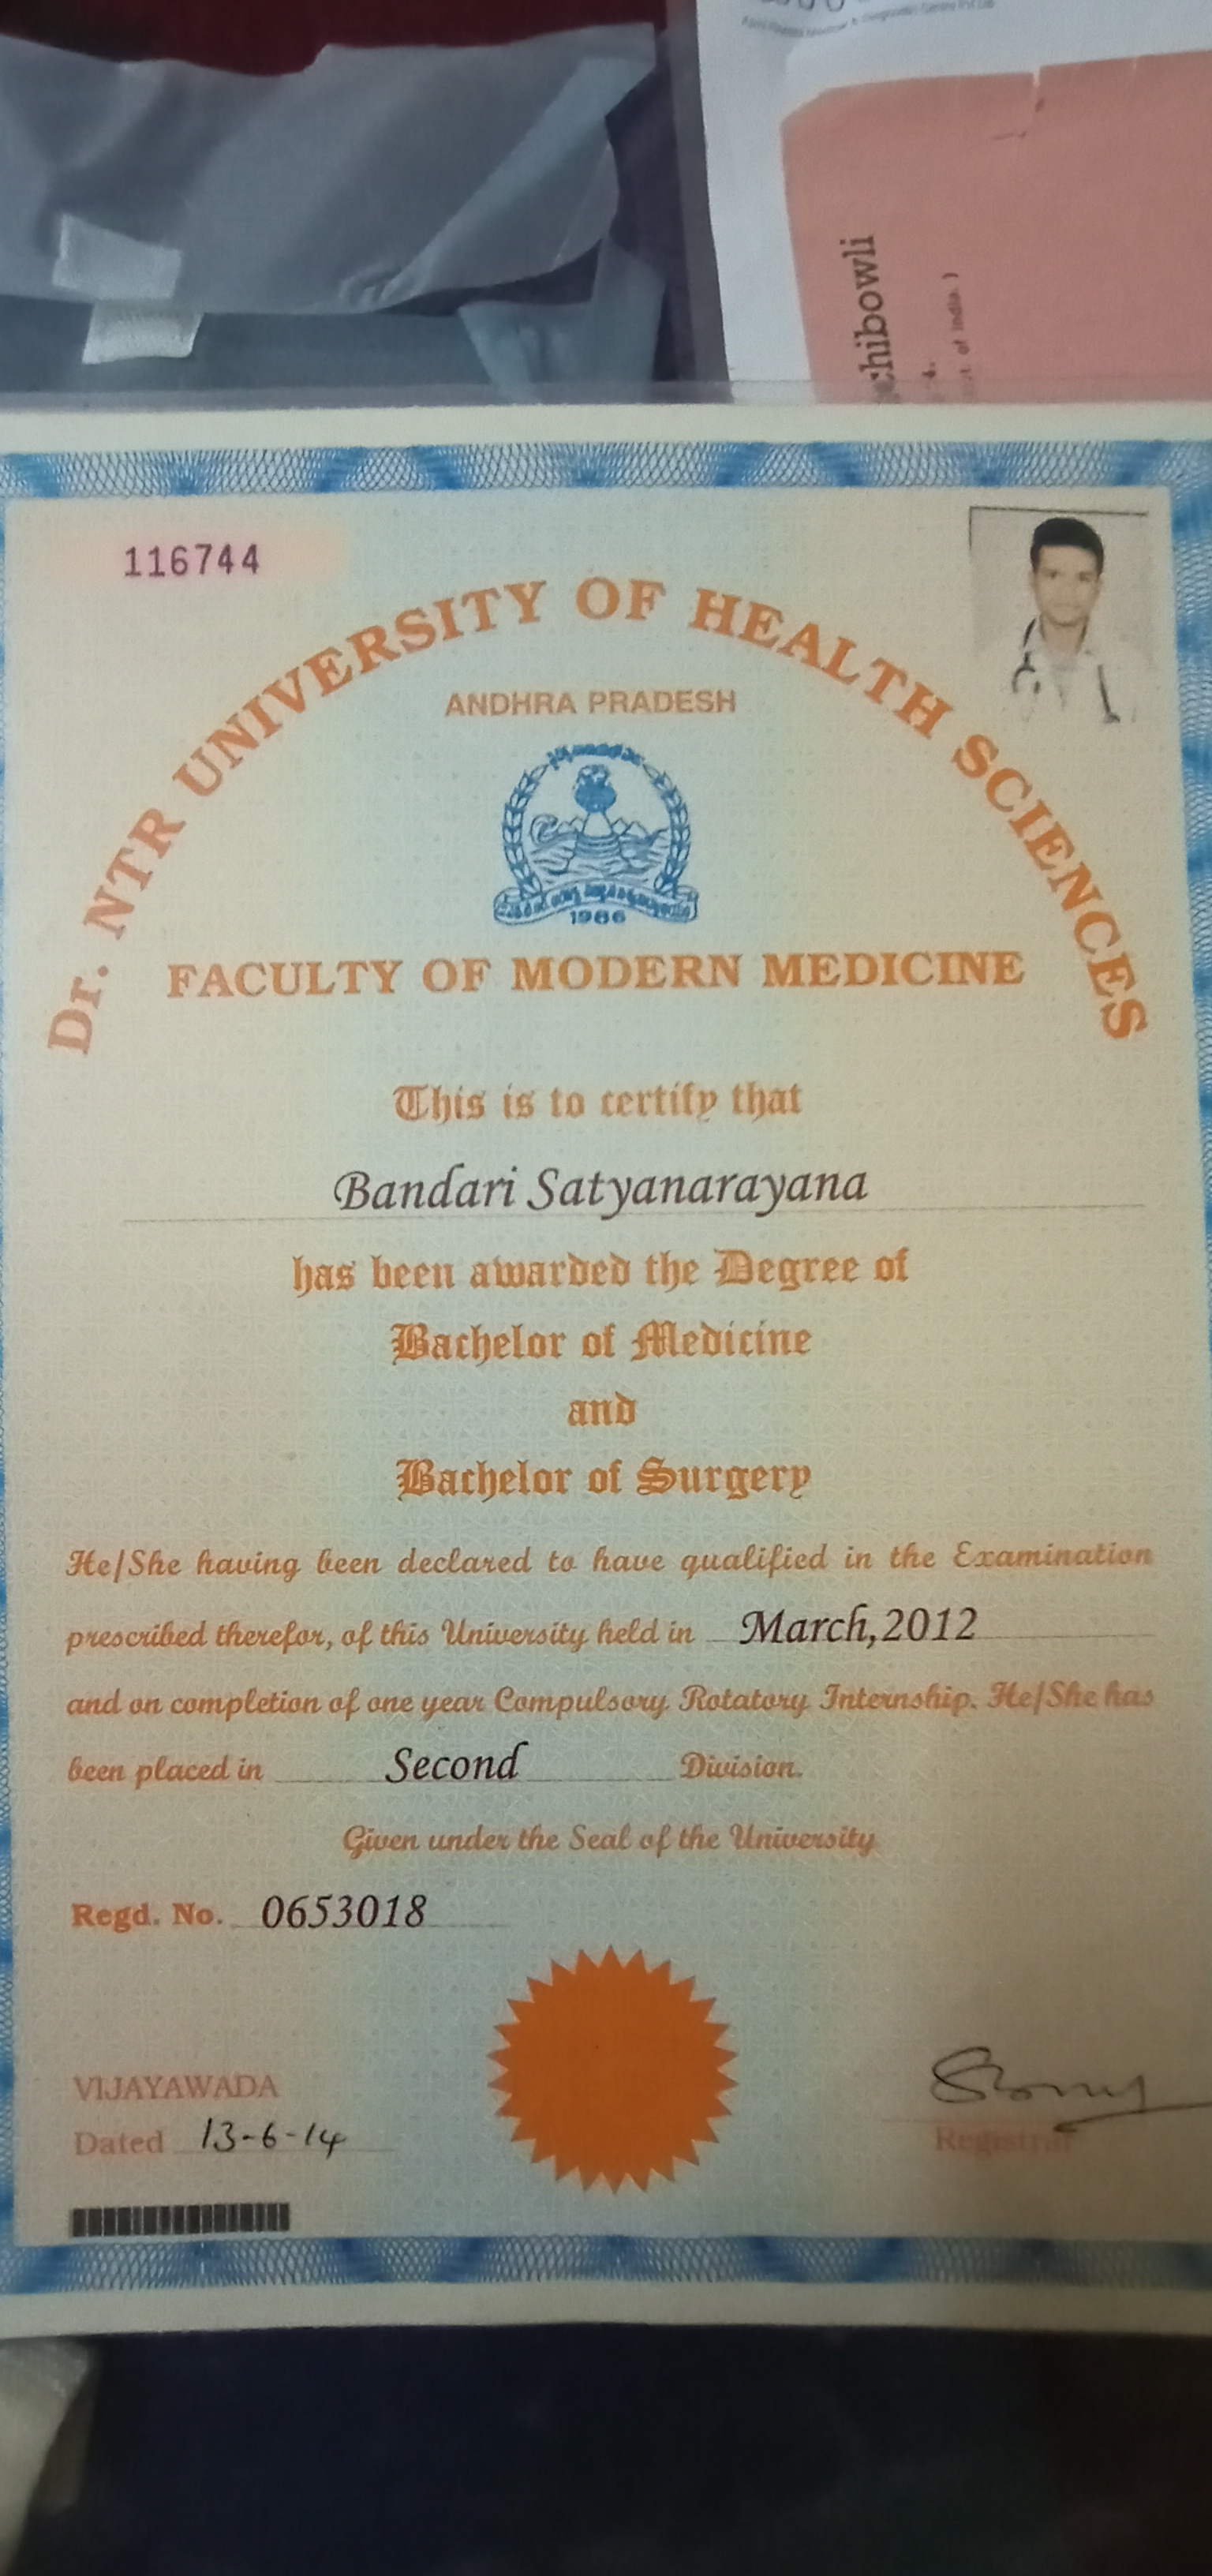 chibowli
of India. )
116744
Dr. NTR UNIVERSITY OF HEALTH SCIENCES
ANDHRA PRADESH
1986
FACULTY OF MODERN MEDICINE
This is to certify that
Bandari Satyanarayana
has been awarded the Degree of
Bachelor of Medicine
and
Bachelor of Surgery
He/She having been declared to have qualified in the Examination
prescribed therefor, of this University held in March,2012
and on completion of one year Compulsory Rotatory Internship. He/She has
been placed in Second Division.
Given under the Seal of the University
Regd. No. 0653018
VIJAYAWADA
Dated 13-6-14
Registrar